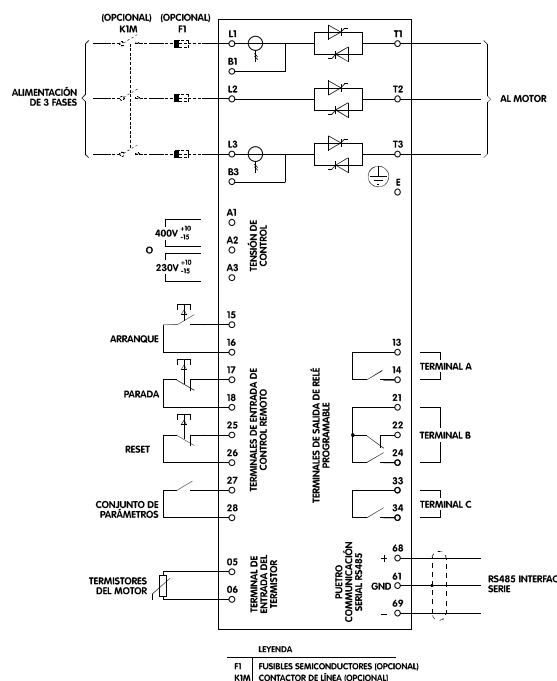 (OPCIONAL)
K1M
(OPCIONAL)
F1
L1
B1
L2
L3
B3
T1
T2
T3
E
ALIMENTACIÓN
DE 3 FASES
AL MOTOR
A1
400V +10 -15
A2
O
230V +10 -15
A3
TENSIÓN DE
CONTROL
15
ARRANQUE
16
17
PARADA
18
25
RESET
26
27
CONJUNTO DE
PARÁMETROS
28
TERMINALES DE ENTRADA DE
CONTROL REMOTO
TERMINALES DE SALIDA DE RELÉ
PROGRAMABLE
13
14
TERMINAL A
21
22
TERMINAL B
24
33
TERMINAL C
34
05
TERMISTORES
DEL MOTOR
06
TERMINAL DE
ENTRADA DEL
TERMISTOR
PUETRO
COMMUNICACIÓN
SERIAL RS485
+ 68
GND 61
- 69
RS485 INTERFAC
SERIE
LEYENDA
F1 FUSIBLES SEMICONDUCTORES (OPCIONAL)
K1M CONTACTOR DE LÍNEA (OPCIONAL)